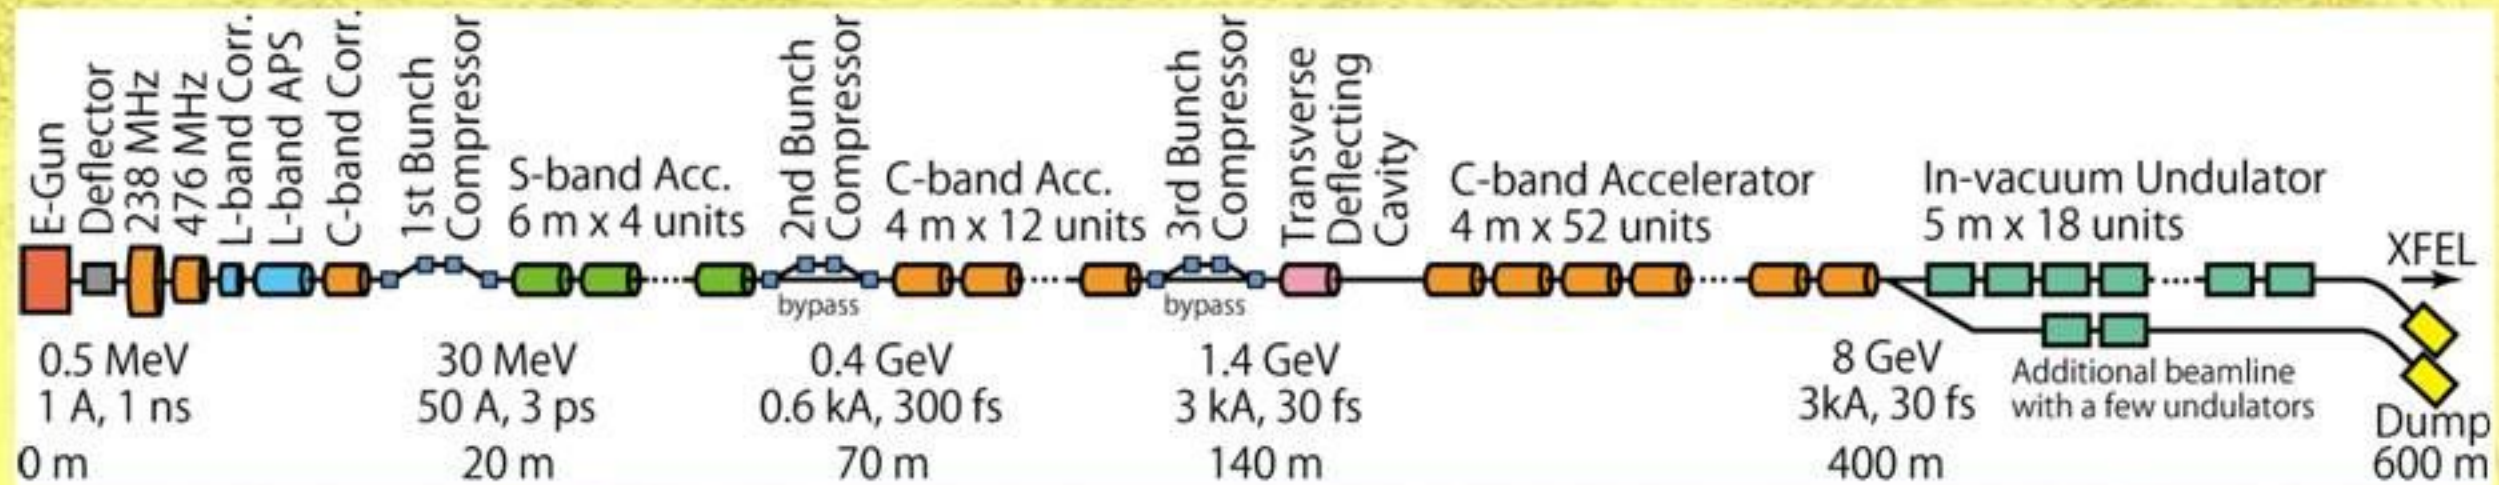 E-Gun
Deflector
238 MHz
476 MHz
L-band Corr.
L-band APS
C-band Corr.
1st Bunch
Compressor
S-band Acc.
6 m x 4 units
2nd Bunch
Compressor
C-band Acc.
4 m x 12 units
3rd Bunch
Compressor
Transverse
Deflecting
Cavity
C-band Accelerator
4 m x 52 units
In-vacuum Undulator
5 m x 18 units
XFEL
bypass
bypass
0.5 MeV
1 A, 1 ns
0 m
30 MeV
50 A, 3 ps
20 m
0.4 GeV
0.6 kA, 300 fs
70 m
1.4 GeV
3 kA, 30 fs
140 m
8 GeV
3kA, 30 fs
400 m
Additional beamline
with a few undulators
Dump
600 m